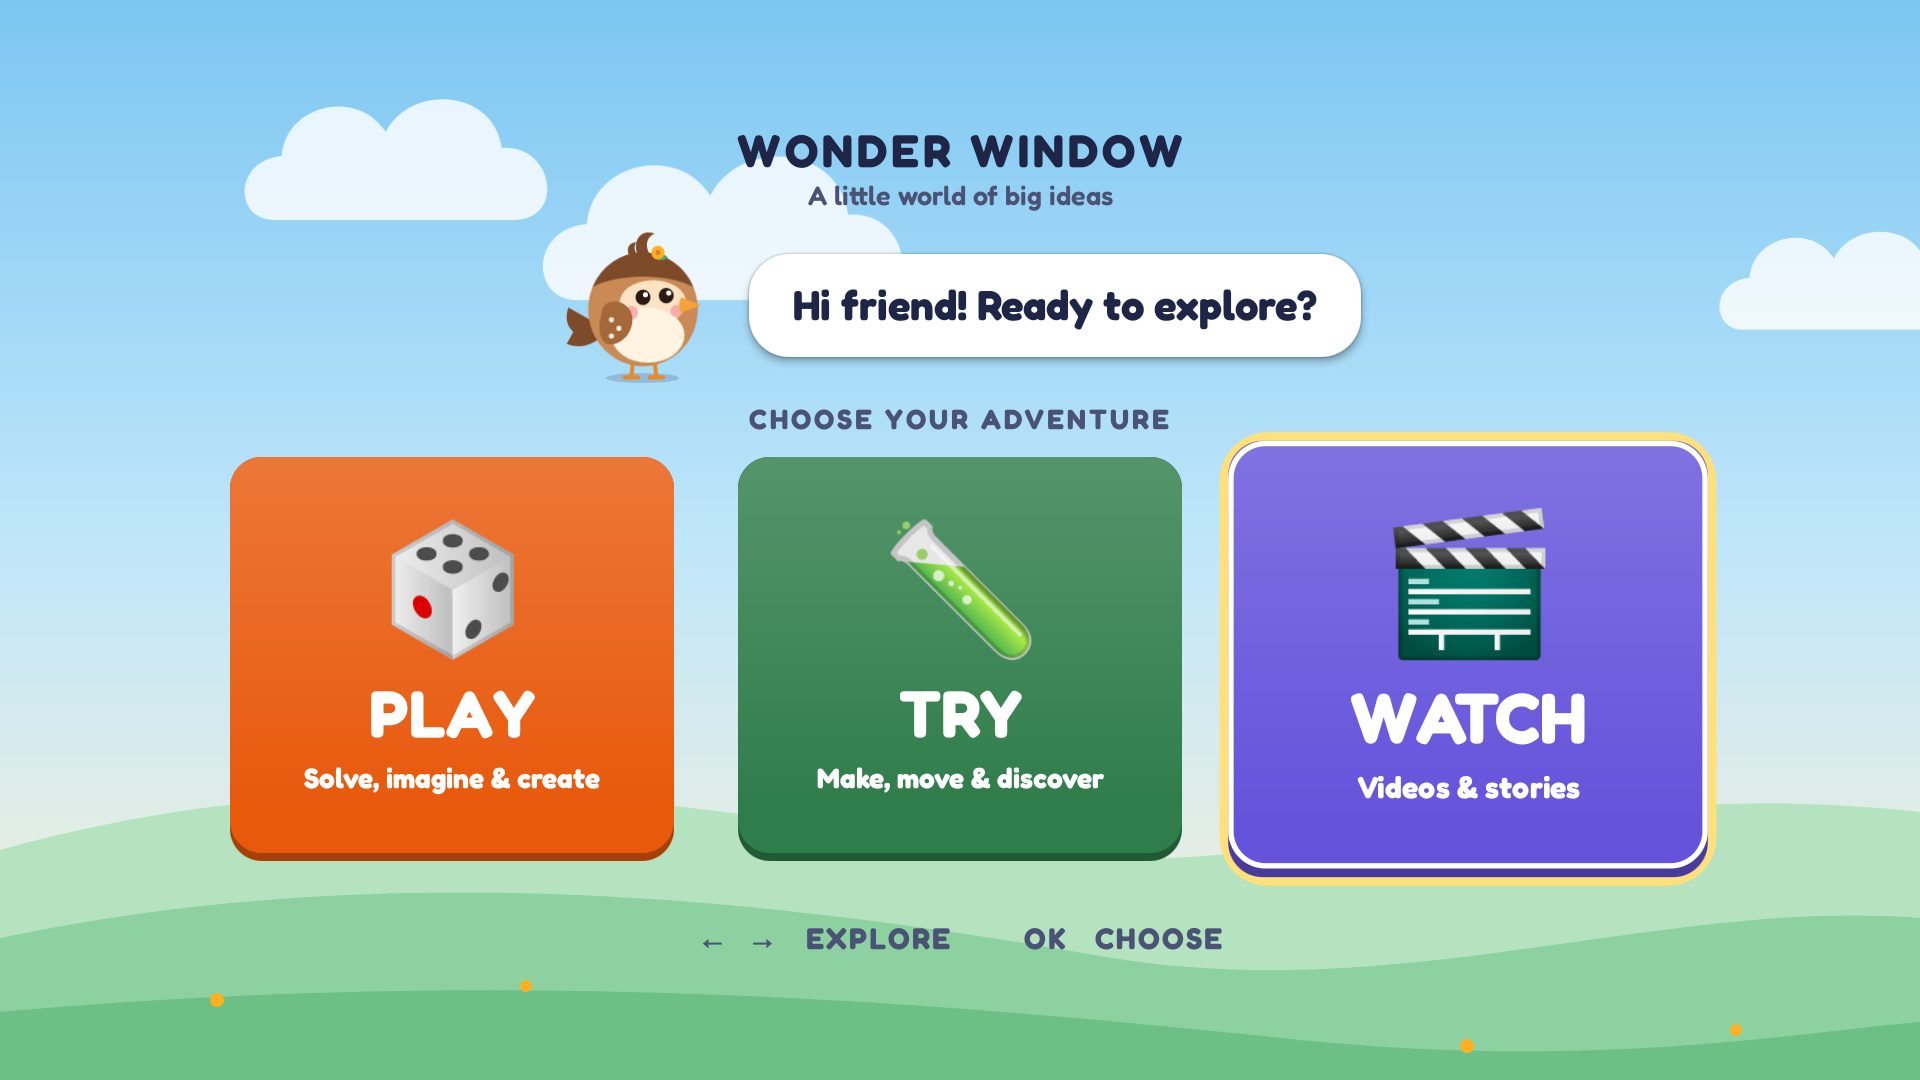 WONDER WINDOW
A little world of big ideas
Hi friend! Ready to explore?
CHOOSE YOUR ADVENTURE
PLAY
Solve, imagine & create
TRY
Make, move & discover
WATCH
Videos & stories
← → EXPLORE OK CHOOSE